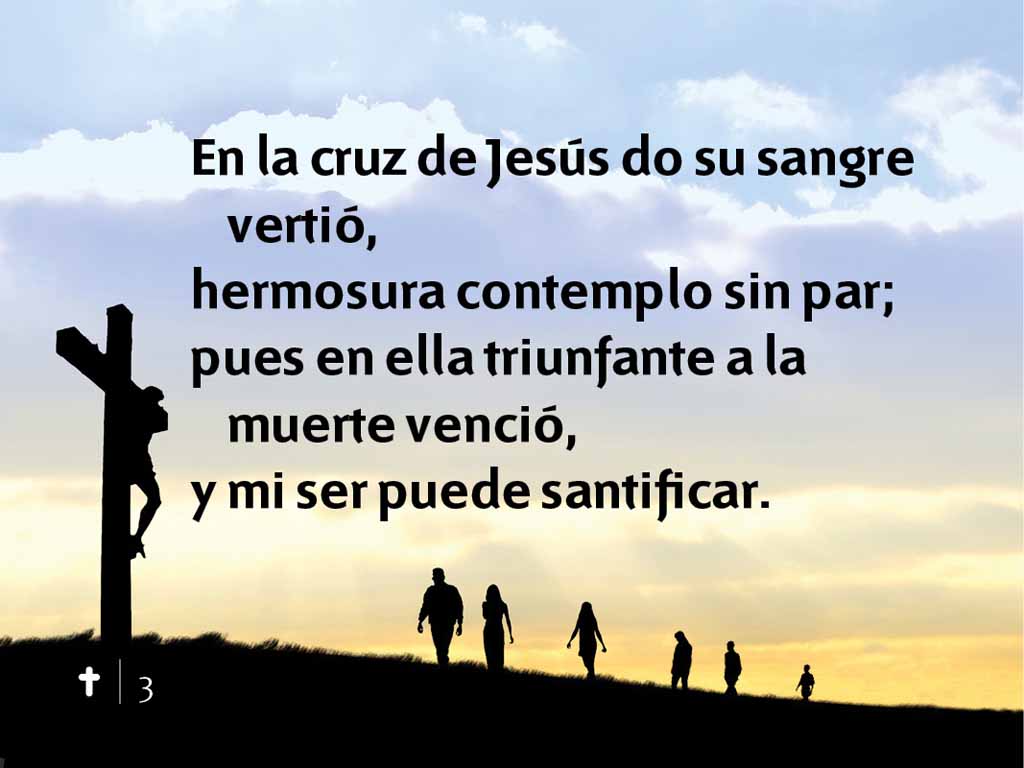 En la cruz de Jesús do su sangre
vertió,
hermosura contemplo sin par;
pues en ella triunfante a la
muerte venció,
y mi ser puede santificar.
3